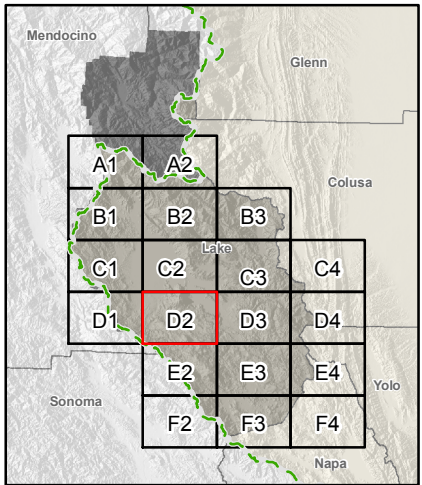 Mendocino
Glenn
A1 A2
Colusa
B1 B2 B3
Lake
C1 C2 C3 C4
D1 D2 D3 D4
E2 E3 E4
Yolo
Sonoma
F2 F3 F4
Napa